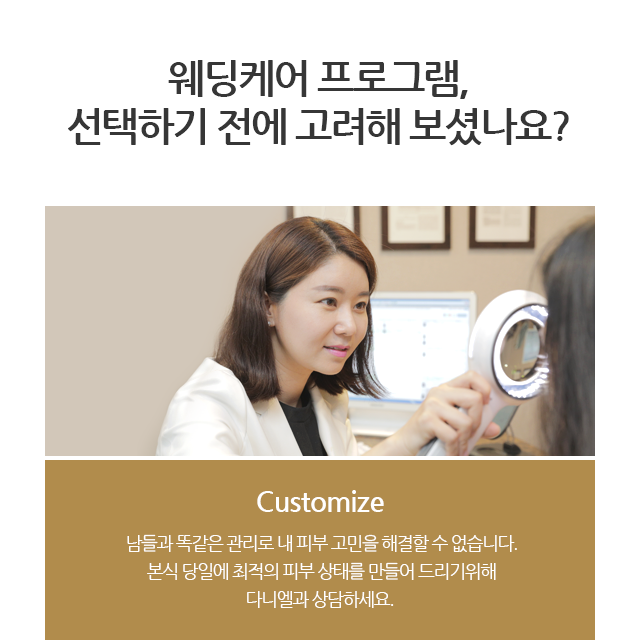 웨딩케어 프로그램,
선택하기 전에 고려해 보셨나요?
Customize
남들과 똑같은 관리로 내 피부 고민을 해결할 수 없습니다.
본식 당일에 최적의 피부 상태를 만들어 드리기위해
다니엘과 상담하세요.